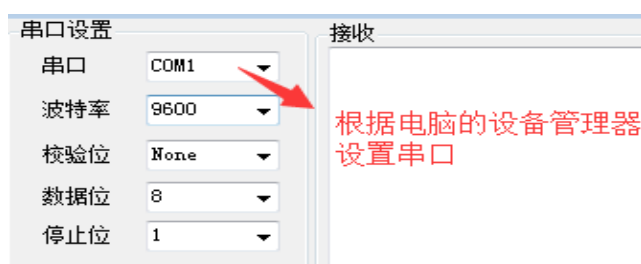 串口设置
接收
串口 COM1
波特率 9600
根据电脑的设备管理器
校验位 None
设置串口
数据位 8
停止位 1